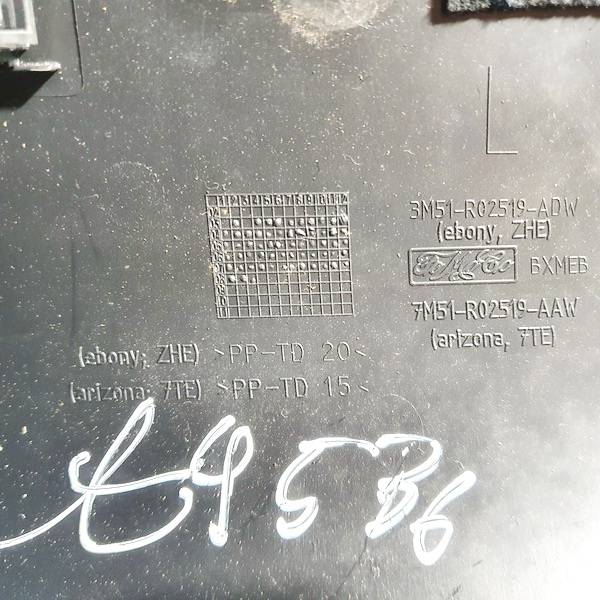 L
3M51-R02519-ADW
(ebony, ZHE)
FoMoCo BXMEB
7M51-R02519-AAW
(arizona, 7TE)
(ebony; ZHE) >PP-TD 20<
(arizona; 7TE) >PP-TD 15<